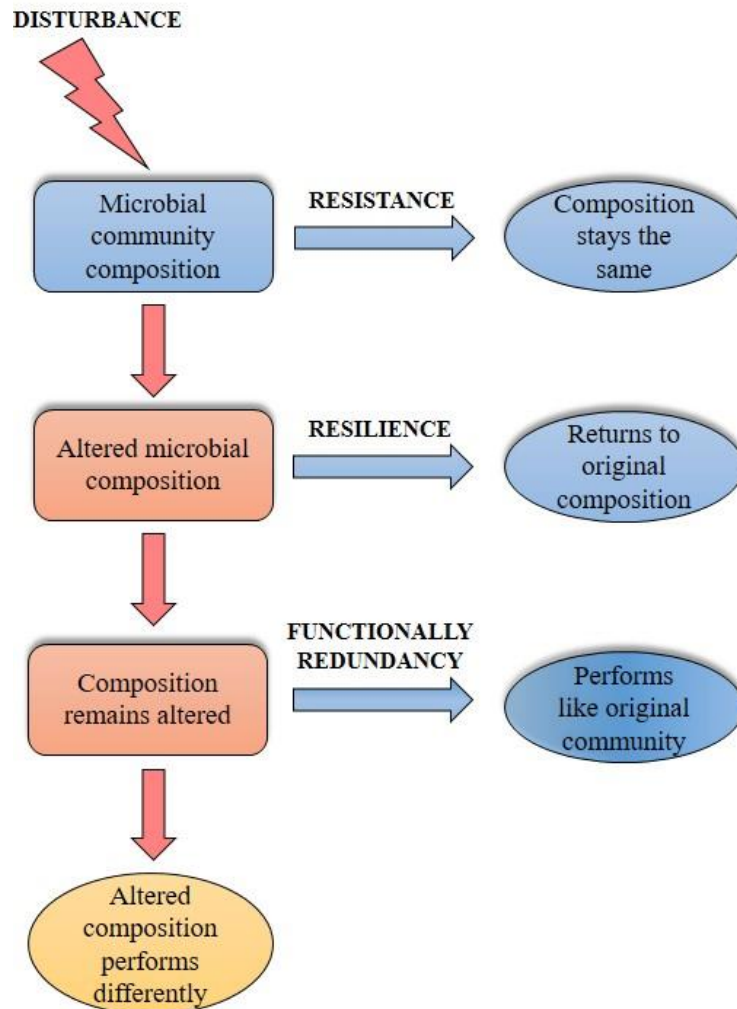 DISTURBANCE
Microbial
community
composition
RESISTANCE
Composition
stays the
same
Altered microbial
composition
RESILIENCE
Returns to
original
composition
Composition
remains altered
FUNCTIONALLY
REDUNDANCY
Performs
like original
community
Altered
composition
performs
differently